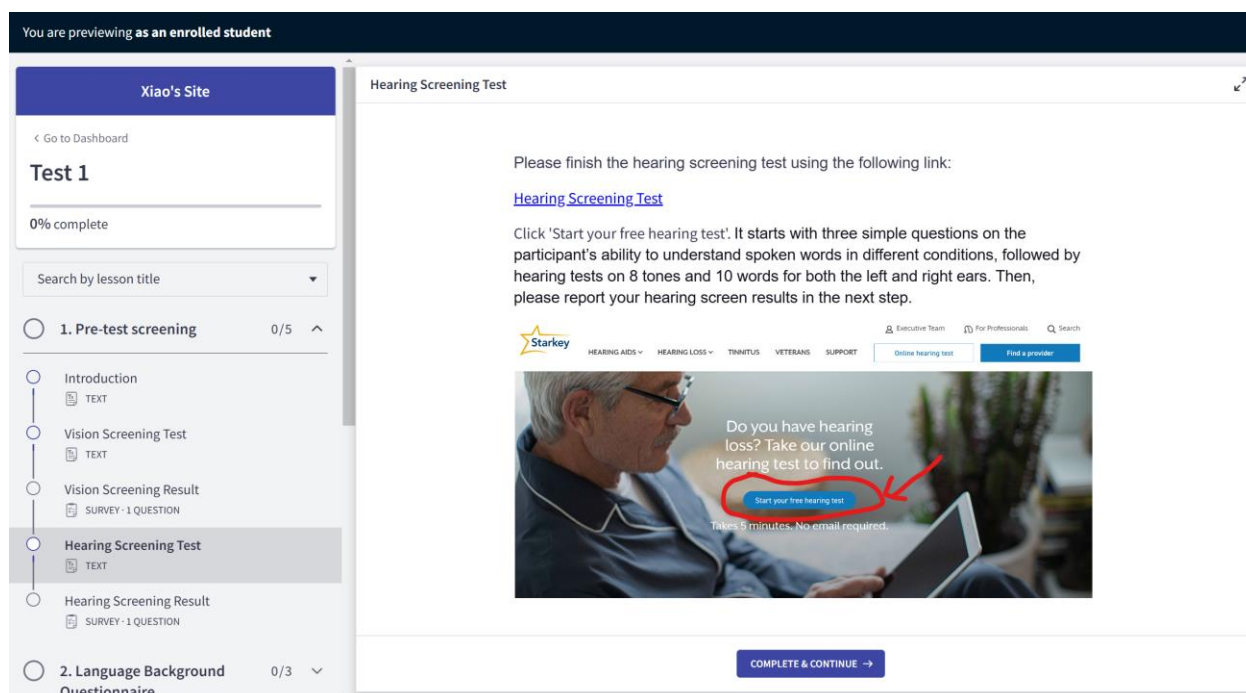 You are previewing as an enrolled student
Xiao's Site
< Go to Dashboard
Test 1
0% complete
Search by lesson title
1. Pre-test screening 0/5
Introduction
TEXT
Vision Screening Test
TEXT
Vision Screening Result
SURVEY · 1 QUESTION
Hearing Screening Test
TEXT
Hearing Screening Result
SURVEY · 1 QUESTION
2. Language Background 0/3
Questionnaire
Hearing Screening Test
Please finish the hearing screening test using the following link:
Hearing Screening Test
Click 'Start your free hearing test'. It starts with three simple questions on the
participant's ability to understand spoken words in different conditions, followed by
hearing tests on 8 tones and 10 words for both the left and right ears. Then,
please report your hearing screen results in the next step.
Executive Team For Professionals Search
Starkey
HEARING AIDS HEARING LOSS TINNITUS VETERANS SUPPORT Online hearing test Find a provider
Do you have hearing
loss? Take our online
hearing test to find out.
Start your free hearing test
Takes 5 minutes. No email required.
COMPLETE & CONTINUE →